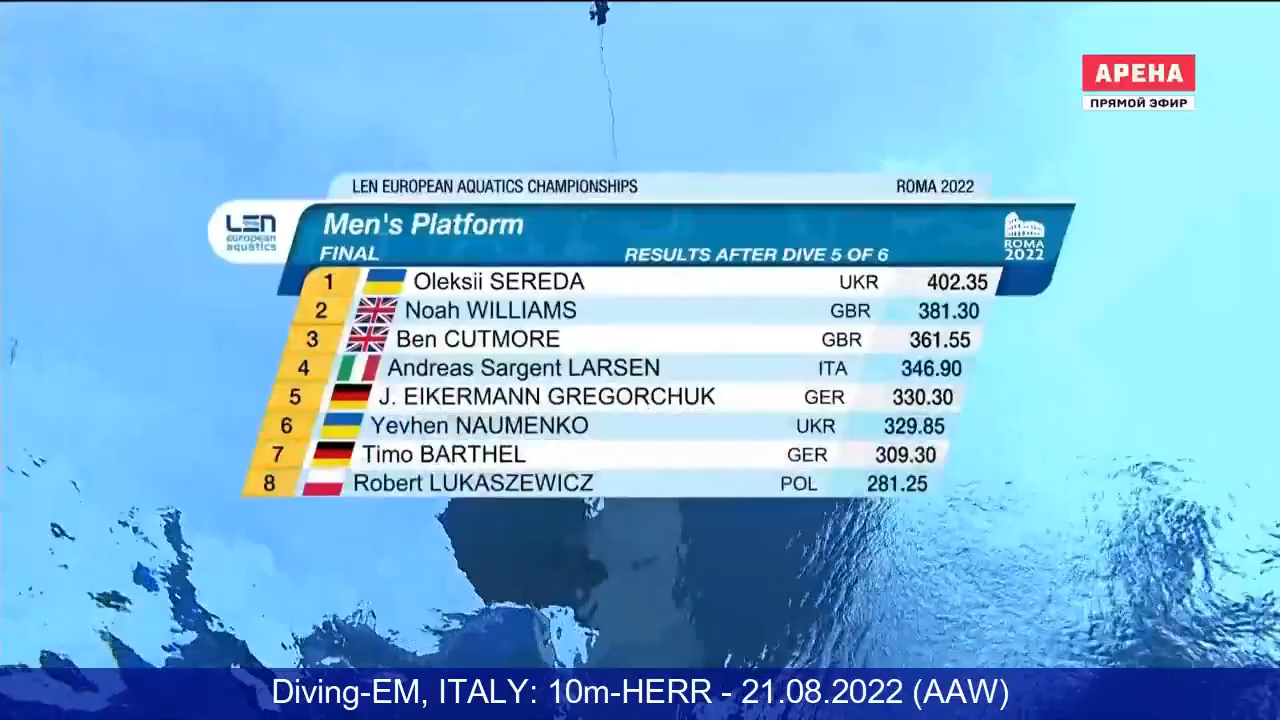 АРЕНА
ПРЯМОЙ ЭФИР
LEN EUROPEAN AQUATICS CHAMPIONSHIPS ROMA 2022
LEN
european
aquatics
Men's Platform
ROMA
2022
FINAL RESULTS AFTER DIVE 5 OF 6
1 Oleksii SEREDA UKR 402.35
2 Noah WILLIAMS GBR 381.30
3 Ben CUTMORE GBR 361.55
4 Andreas Sargent LARSEN ITA 346.90
5 J. EIKERMANN GREGORCHUK GER 330.30
6 Yevhen NAUMENKO UKR 329.85
7 Timo BARTHEL GER 309.30
8 Robert LUKASZEWICZ POL 281.25
Diving-EM, ITALY: 10m-HERR - 21.08.2022 (AAW)